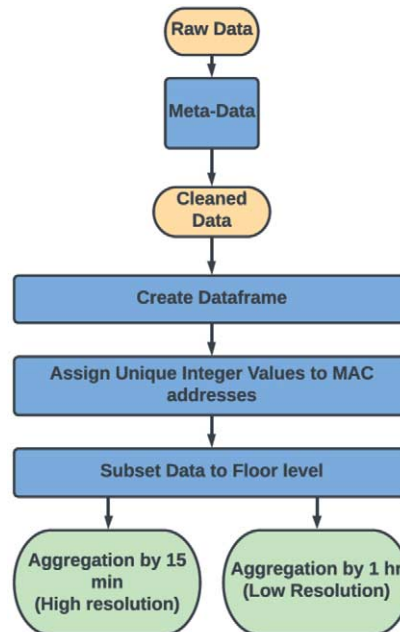 Raw Data
Meta-Data
Cleaned
Data
Create Dataframe
Assign Unique Integer Values to MAC
addresses
Subset Data to Floor level
Aggregation by 15
min
(High resolution)
Aggregation by 1 hr
(Low Resolution)